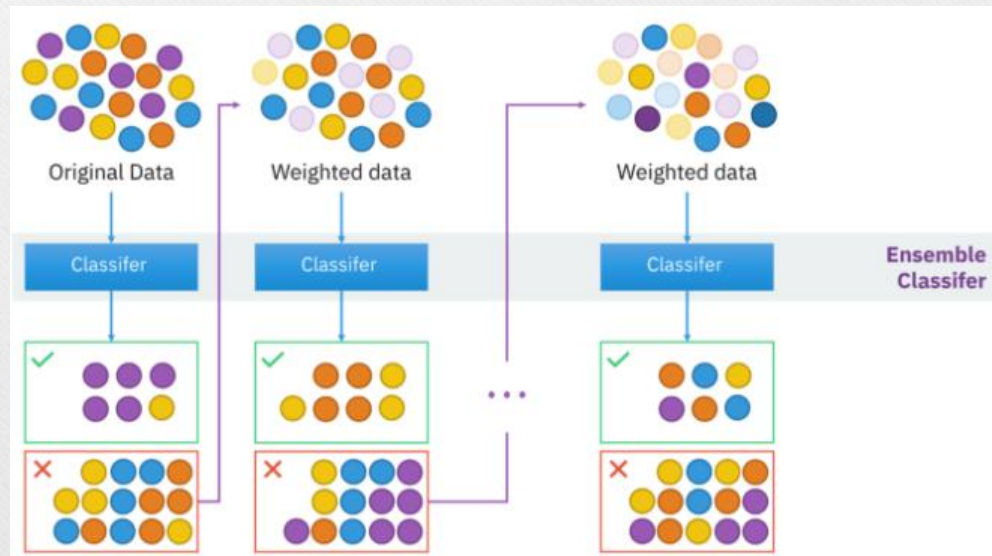 Original Data
Weighted data
Weighted data
Classifer
Classifer
Classifer
Ensemble
Classifer
...